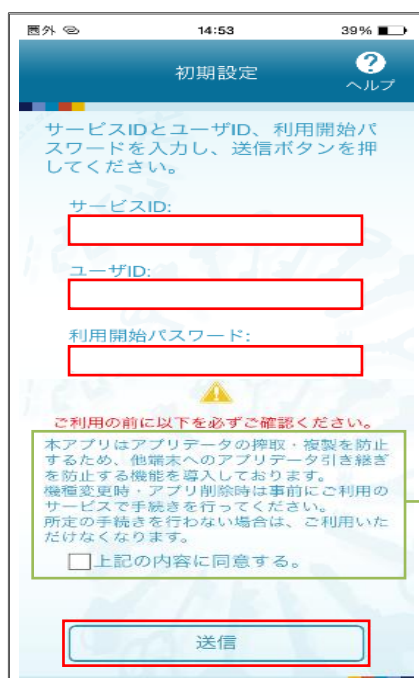 圏外 14:53 39%
初期設定
?
ヘルプ
サービスIDとユーザID、利用開始パ
スワードを入力し、送信ボタンを押
してください。
サービスID:
ユーザID:
利用開始パスワード:
ご利用の前に以下を必ずご確認ください。
本アプリはアプリデータの搾取・複製を防止
するため、他端末へのアプリデータ引き継ぎ
を防止する機能を導入しております。
機種変更時・アプリ削除時は事前にご利用の
サービスで手続きを行ってください。
所定の手続きを行わない場合は、ご利用いた
だけなくなります。
上記の内容に同意する。
送信